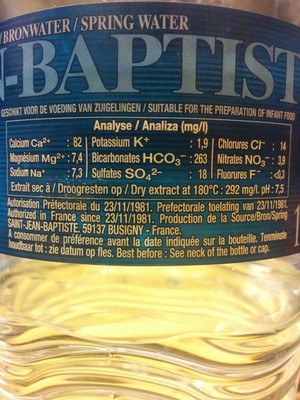 / BRONWATER / SPRING WATER
N-BAPTIST
GESCHIKT VOOR DE VOEDING VAN ZUIGELINGEN / SUITABLE FOR THE PREPARATION OF INFANT FOOD
Analyse / Analiza (mg/l)
Calcium Ca²⁺ : 82 Potassium K⁺ : 1,9 Chlorures Cl⁻ : 14
Magnésium Mg²⁺ : 7,4 Bicarbonates HCO₃⁻ : 263 Nitrates NO₃⁻ : 3,9
Sodium Na⁺ : 7,3 Sulfates SO₄²⁻ : 18 Fluorures F⁻ : <0,3
Extrait sec à / Droogresten op / Dry extract at 180°C : 292 mg/l. pH : 7,5
Autorisation Préfectorale du 23/11/1981. Prefectorale toelating van 23/11/1981.
Authorized in France since 23/11/1981. Production de la Source/Bron/Spring
SAINT-JEAN-BAPTISTE. 59137 BUSIGNY - France.
A consommer de préférence avant la date indiquée sur la bouteille. Tenminste
houdbaar tot : zie datum op fles. Best before : See neck of the bottle or cap.